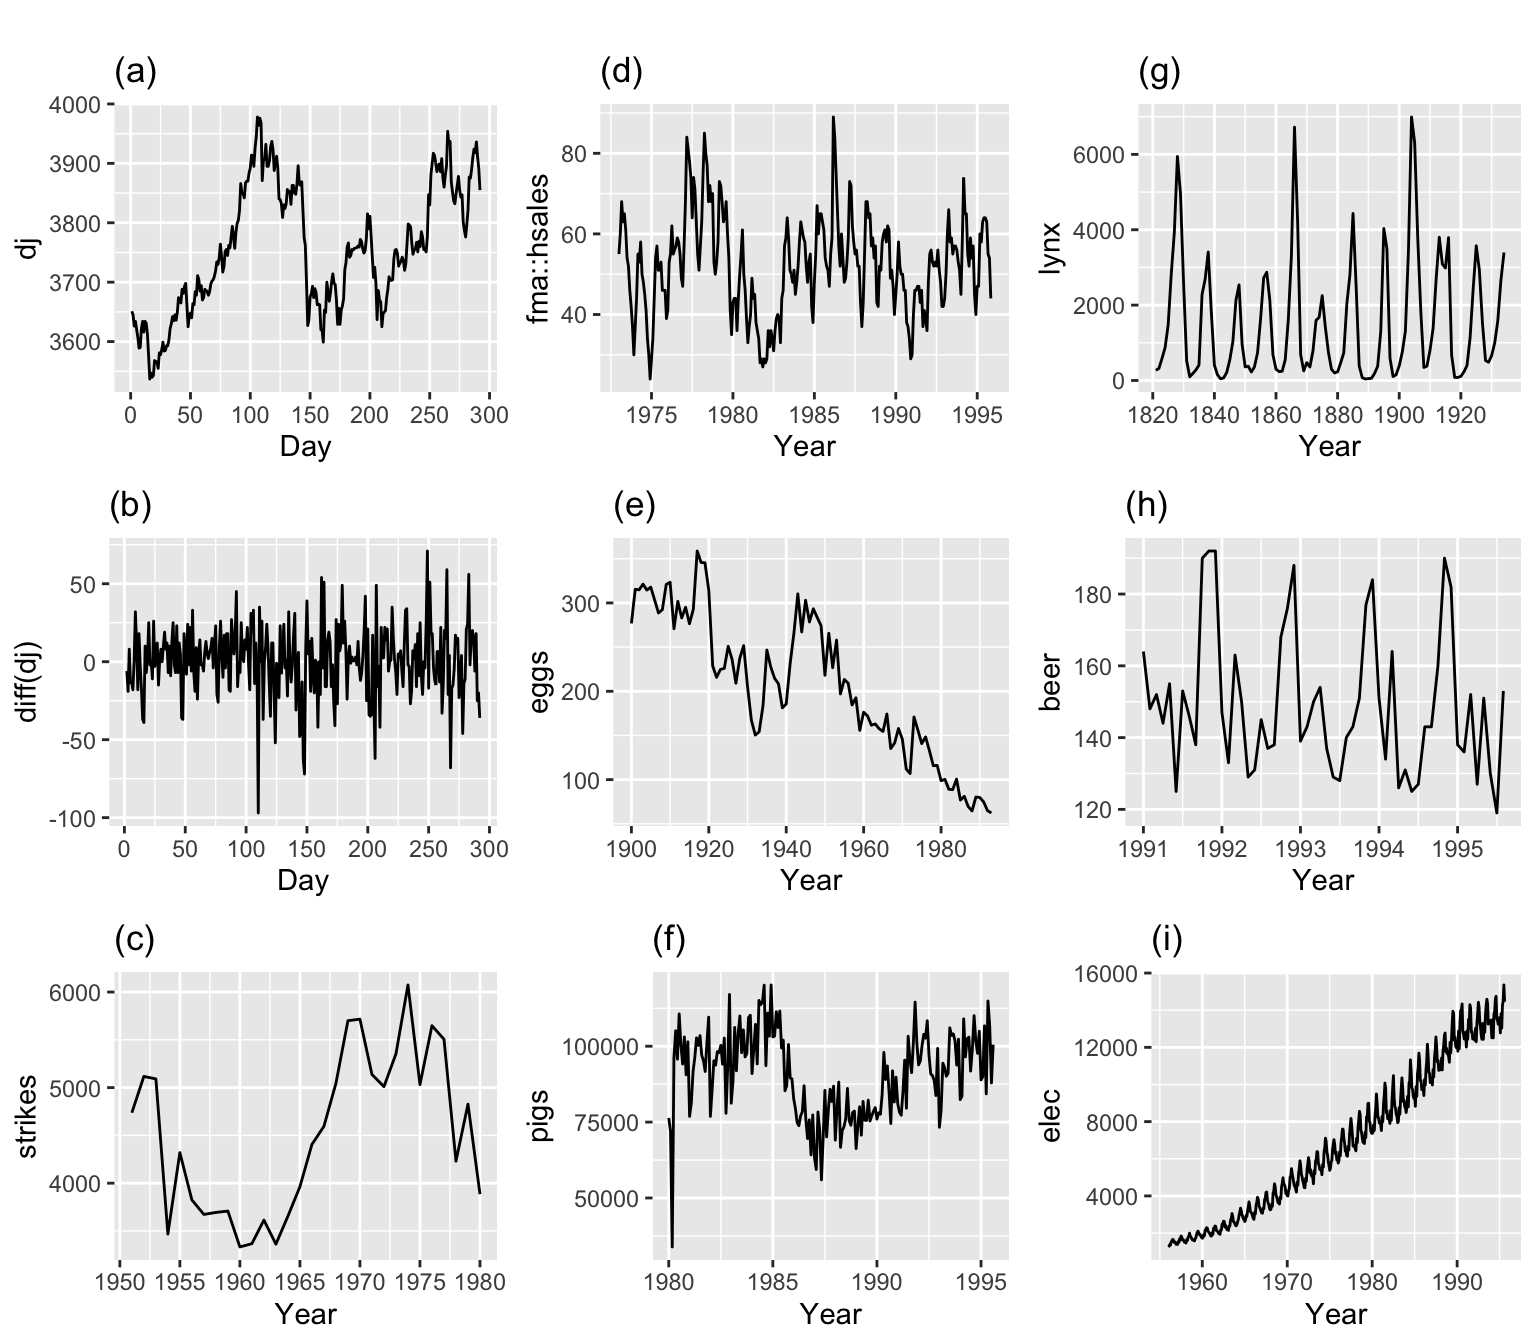 (a)
dj
4000
3900
3800
3700
3600
0 50 100 150 200 250 300
Day
(d)
fma::hsales
80
60
40
1975 1980 1985 1990 1995
Year
(g)
lynx
6000
4000
2000
0
1820 1840 1860 1880 1900 1920
Year
(b)
diff(dj)
50
0
-50
-100
0 50 100 150 200 250 300
Day
(e)
eggs
300
200
100
1900 1920 1940 1960 1980
Year
(h)
beer
180
160
140
120
1991 1992 1993 1994 1995
Year
(c)
strikes
6000
5000
4000
1950 1955 1960 1965 1970 1975 1980
Year
(f)
pigs
100000
75000
50000
1980 1985 1990 1995
Year
(i)
elec
16000
12000
8000
4000
1960 1970 1980 1990
Year